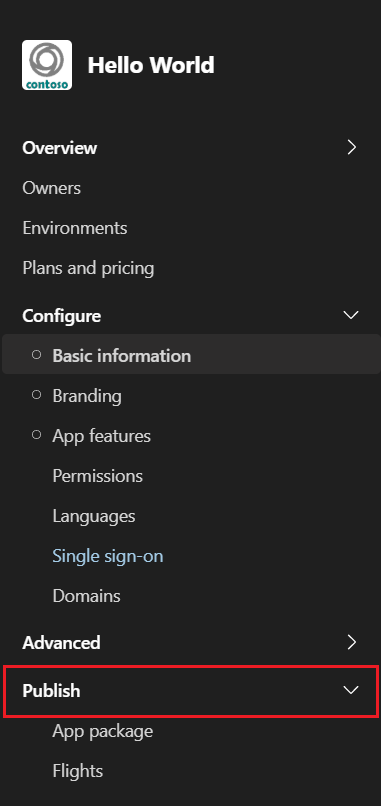 contoso
Hello World
Overview
Owners
Environments
Plans and pricing
Configure
Basic information
Branding
App features
Permissions
Languages
Single sign-on
Domains
Advanced
Publish
App package
Flights